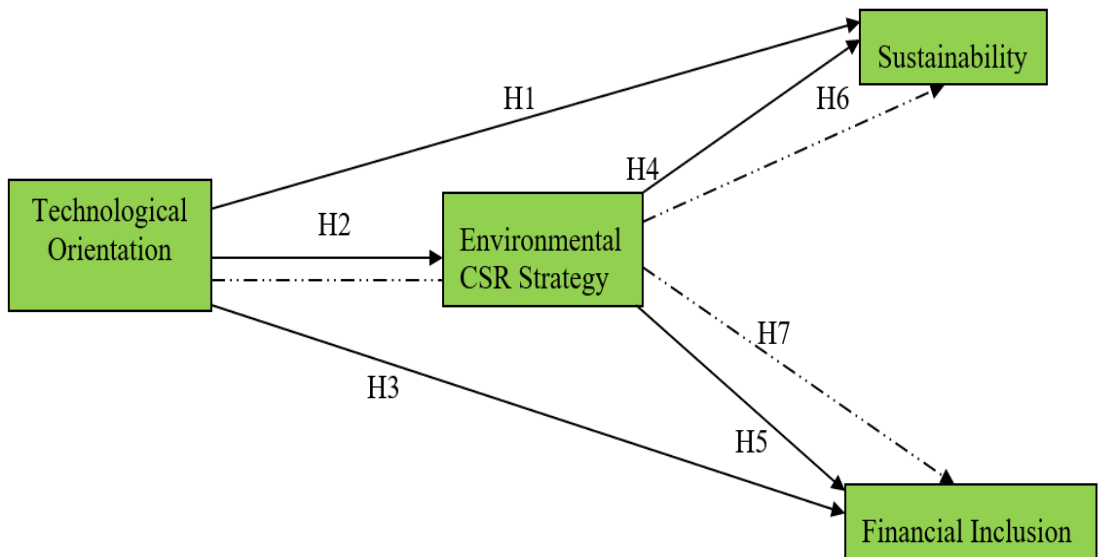 Sustainability
H1
H6
H4
Technological
Orientation
H2
Environmental
CSR Strategy
H7
H3
H5
Financial Inclusion